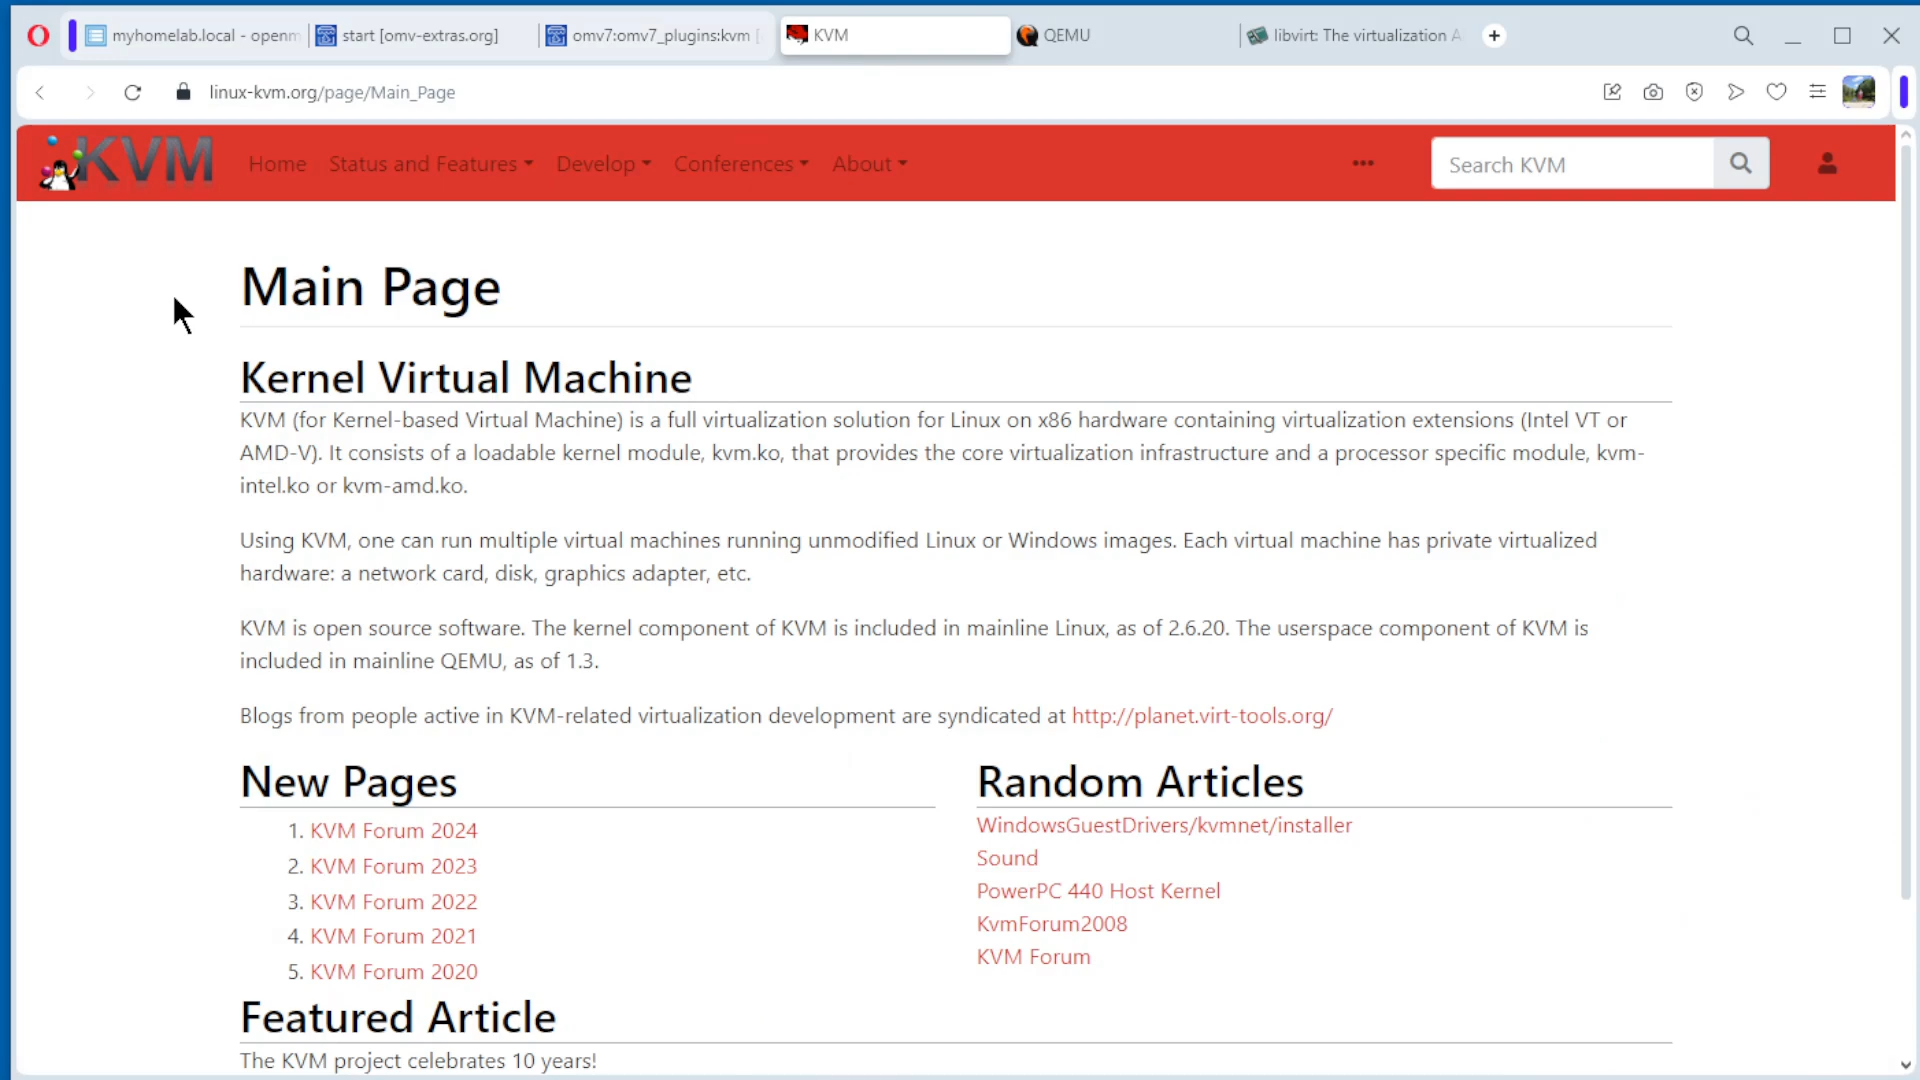 myhomelab.local - openm
start [omv-extras.org]
omv7:omv7_plugins:kvm [
KVM
QEMU
libvirt: The virtualization A
linux-kvm.org/page/Main_Page
KVM
Home
Status and Features
Develop
Conferences
About
Search KVM
Main Page
Kernel Virtual Machine
KVM (for Kernel-based Virtual Machine) is a full virtualization solution for Linux on x86 hardware containing virtualization extensions (Intel VT or
AMD-V). It consists of a loadable kernel module, kvm.ko, that provides the core virtualization infrastructure and a processor specific module, kvm-
intel.ko or kvm-amd.ko.
Using KVM, one can run multiple virtual machines running unmodified Linux or Windows images. Each virtual machine has private virtualized
hardware: a network card, disk, graphics adapter, etc.
KVM is open source software. The kernel component of KVM is included in mainline Linux, as of 2.6.20. The userspace component of KVM is
included in mainline QEMU, as of 1.3.
Blogs from people active in KVM-related virtualization development are syndicated at http://planet.virt-tools.org/
New Pages
1. KVM Forum 2024
2. KVM Forum 2023
3. KVM Forum 2022
4. KVM Forum 2021
5. KVM Forum 2020
Random Articles
WindowsGuestDrivers/kvmnet/installer
Sound
PowerPC 440 Host Kernel
KvmForum2008
KVM Forum
Featured Article
The KVM project celebrates 10 years!